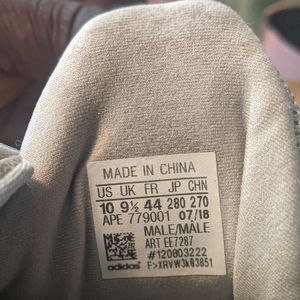 MADE IN CHINA
US UK FR JP CHN
10 9½ 44 280 270
APE 779001 07/18
MALE/MÂLE
ART EE7287
#120803222
adidas F>XRVW3k03851